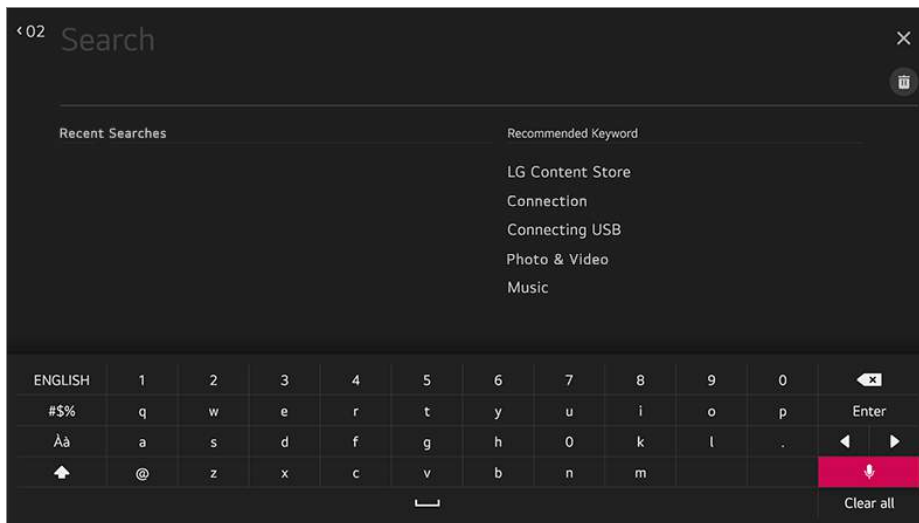 ‹02 Search
Recent Searches
Recommended Keyword
LG Content Store
Connection
Connecting USB
Photo & Video
Music
ENGLISH 1 2 3 4 5 6 7 8 9 0
#$% q w e r t y u i o p Enter
Àà a s d f g h 0 k l .
@ z x c v b n m
Clear all